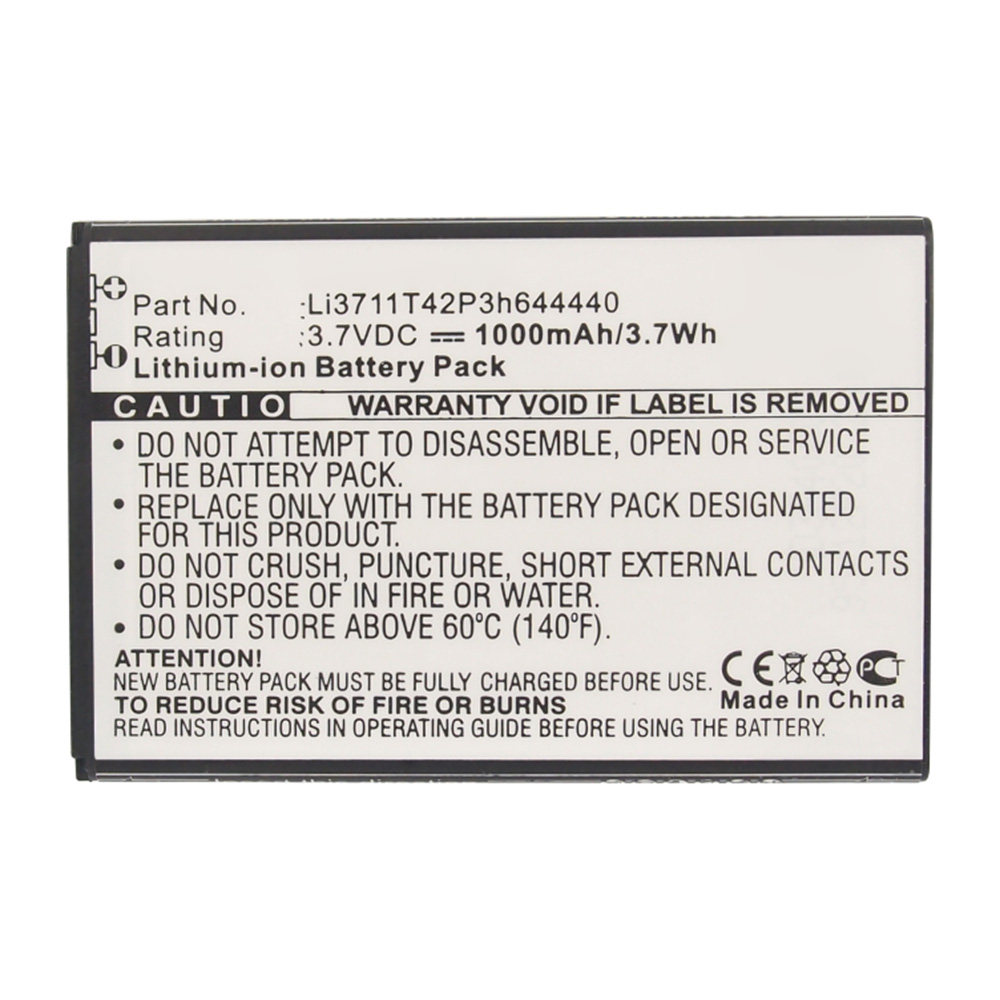 Part No. :Li3711T42P3h644440
Rating :3.7VDC 1000mAh/3.7Wh
Lithium-ion Battery Pack
CAUTIO WARRANTY VOID IF LABEL IS REMOVED
• DO NOT ATTEMPT TO DISASSEMBLE, OPEN OR SERVICE
THE BATTERY PACK.
• REPLACE ONLY WITH THE BATTERY PACK DESIGNATED
FOR THIS PRODUCT.
• DO NOT CRUSH, PUNCTURE, SHORT EXTERNAL CONTACTS
OR DISPOSE OF IN FIRE OR WATER.
• DO NOT STORE ABOVE 60°C (140°F).
ATTENTION!
NEW BATTERY PACK MUST BE FULLY CHARGED BEFORE USE.
TO REDUCE RISK OF FIRE OR BURNS
READ INSTRUCTIONS IN OPERATING GUIDE BEFORE USING THE BATTERY.
CE PCT
Made In China